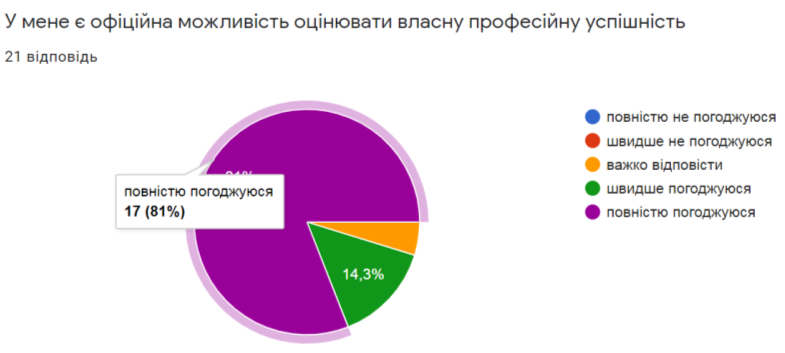 У мене є офіційна можливість оцінювати власну професійну успішність
21 відповідь
повністю не погоджуюся
швидше не погоджуюся
важко відповісти
швидше погоджуюся
повністю погоджуюся
повністю погоджуюся
17 (81%)
14,3%